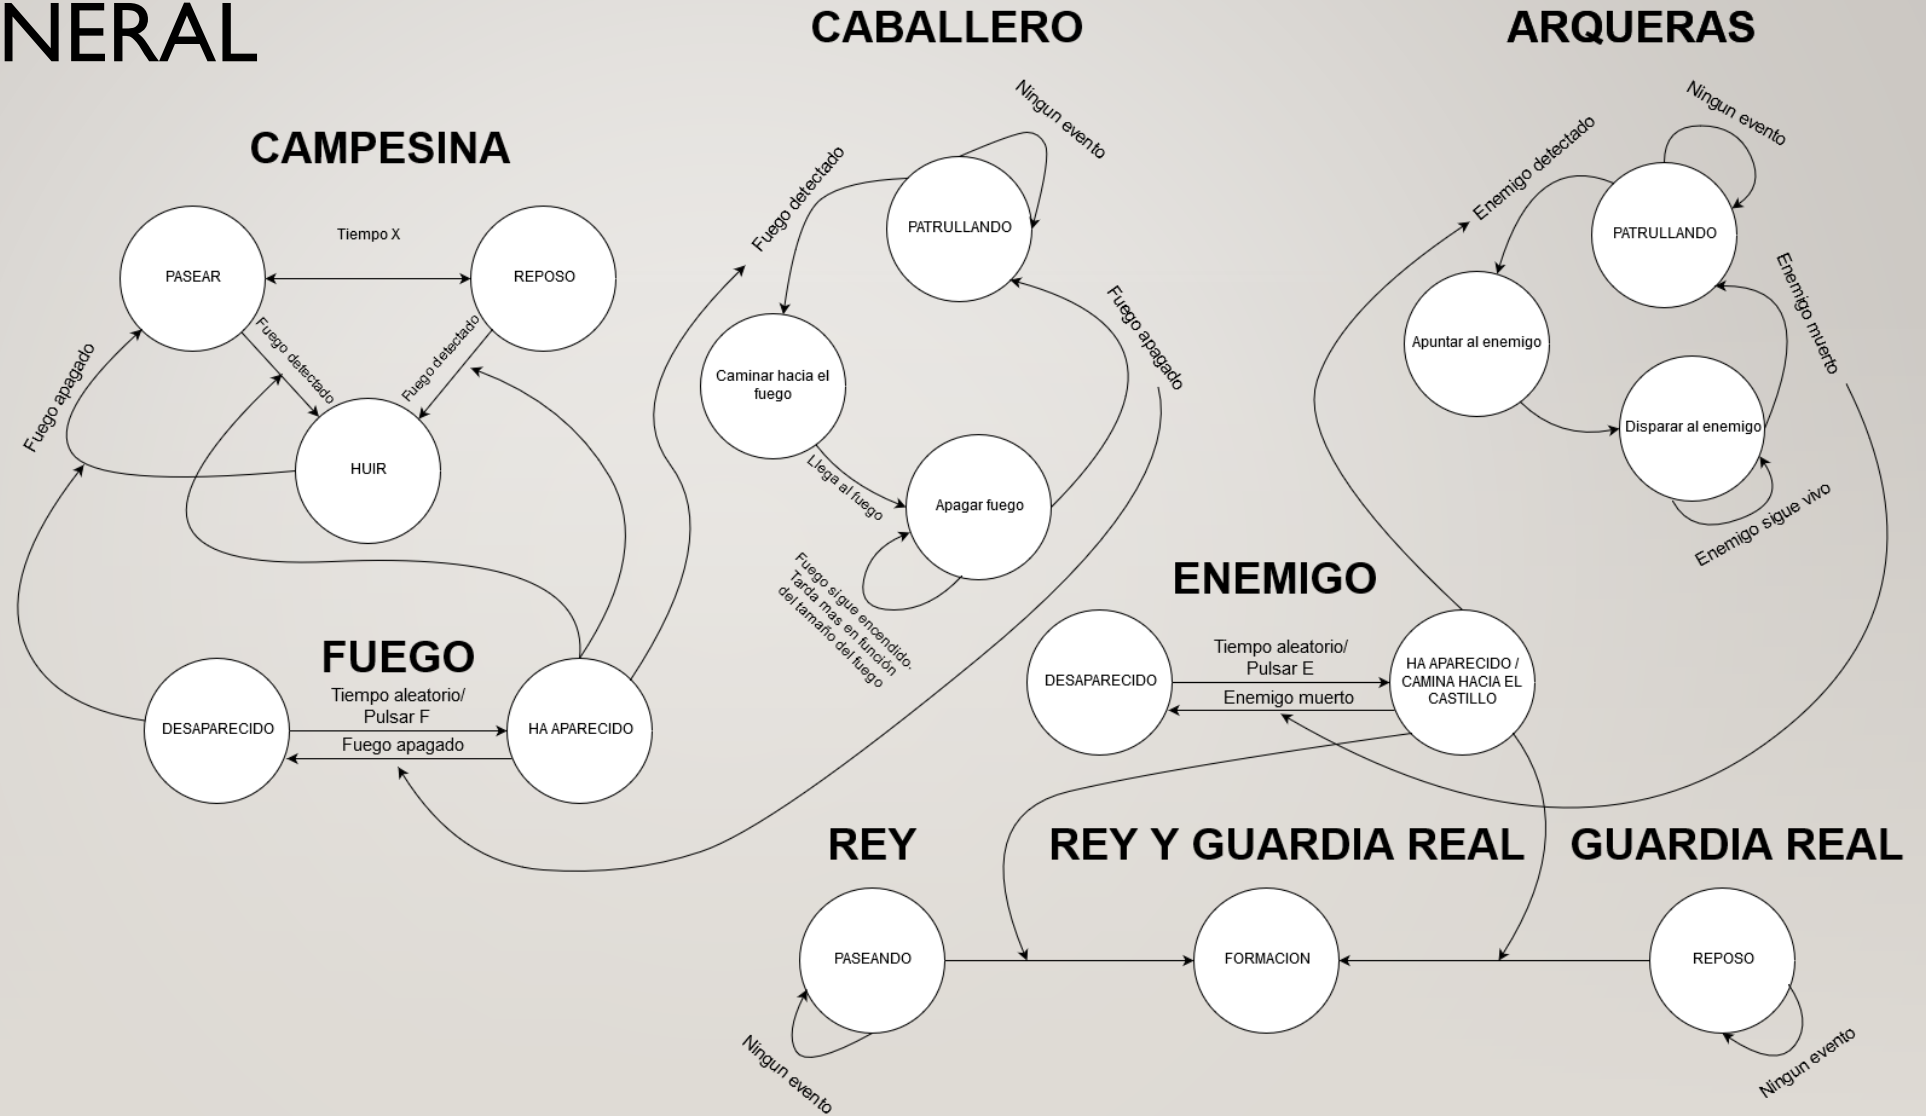 NERAL
CABALLERO
ARQUERAS
CAMPESINA
Ningun evento
Ningun evento
Fuego detectado
Enemigo detectado
PASEAR
Tiempo X
REPOSO
PATRULLANDO
PATRULLANDO
Fuego detectado
Fuego detectado
Fuego apagado
HUIR
Caminar hacia el
fuego
Fuego apagado
Llega al fuego
Apagar fuego
Fuego sigue encendido.
Tarda mas en función
del tamaño del fuego
Apuntar al enemigo
Enemigo muerto
Disparar al enemigo
Enemigo sigue vivo
FUEGO
Tiempo aleatorio/
Pulsar F
DESAPARECIDO
HA APARECIDO
Fuego apagado
ENEMIGO
Tiempo aleatorio/
Pulsar E
DESAPARECIDO
HA APARECIDO /
CAMINA HACIA EL
CASTILLO
Enemigo muerto
REY
REY Y GUARDIA REAL
GUARDIA REAL
PASEANDO
FORMACION
REPOSO
Ningun evento
Ningun evento